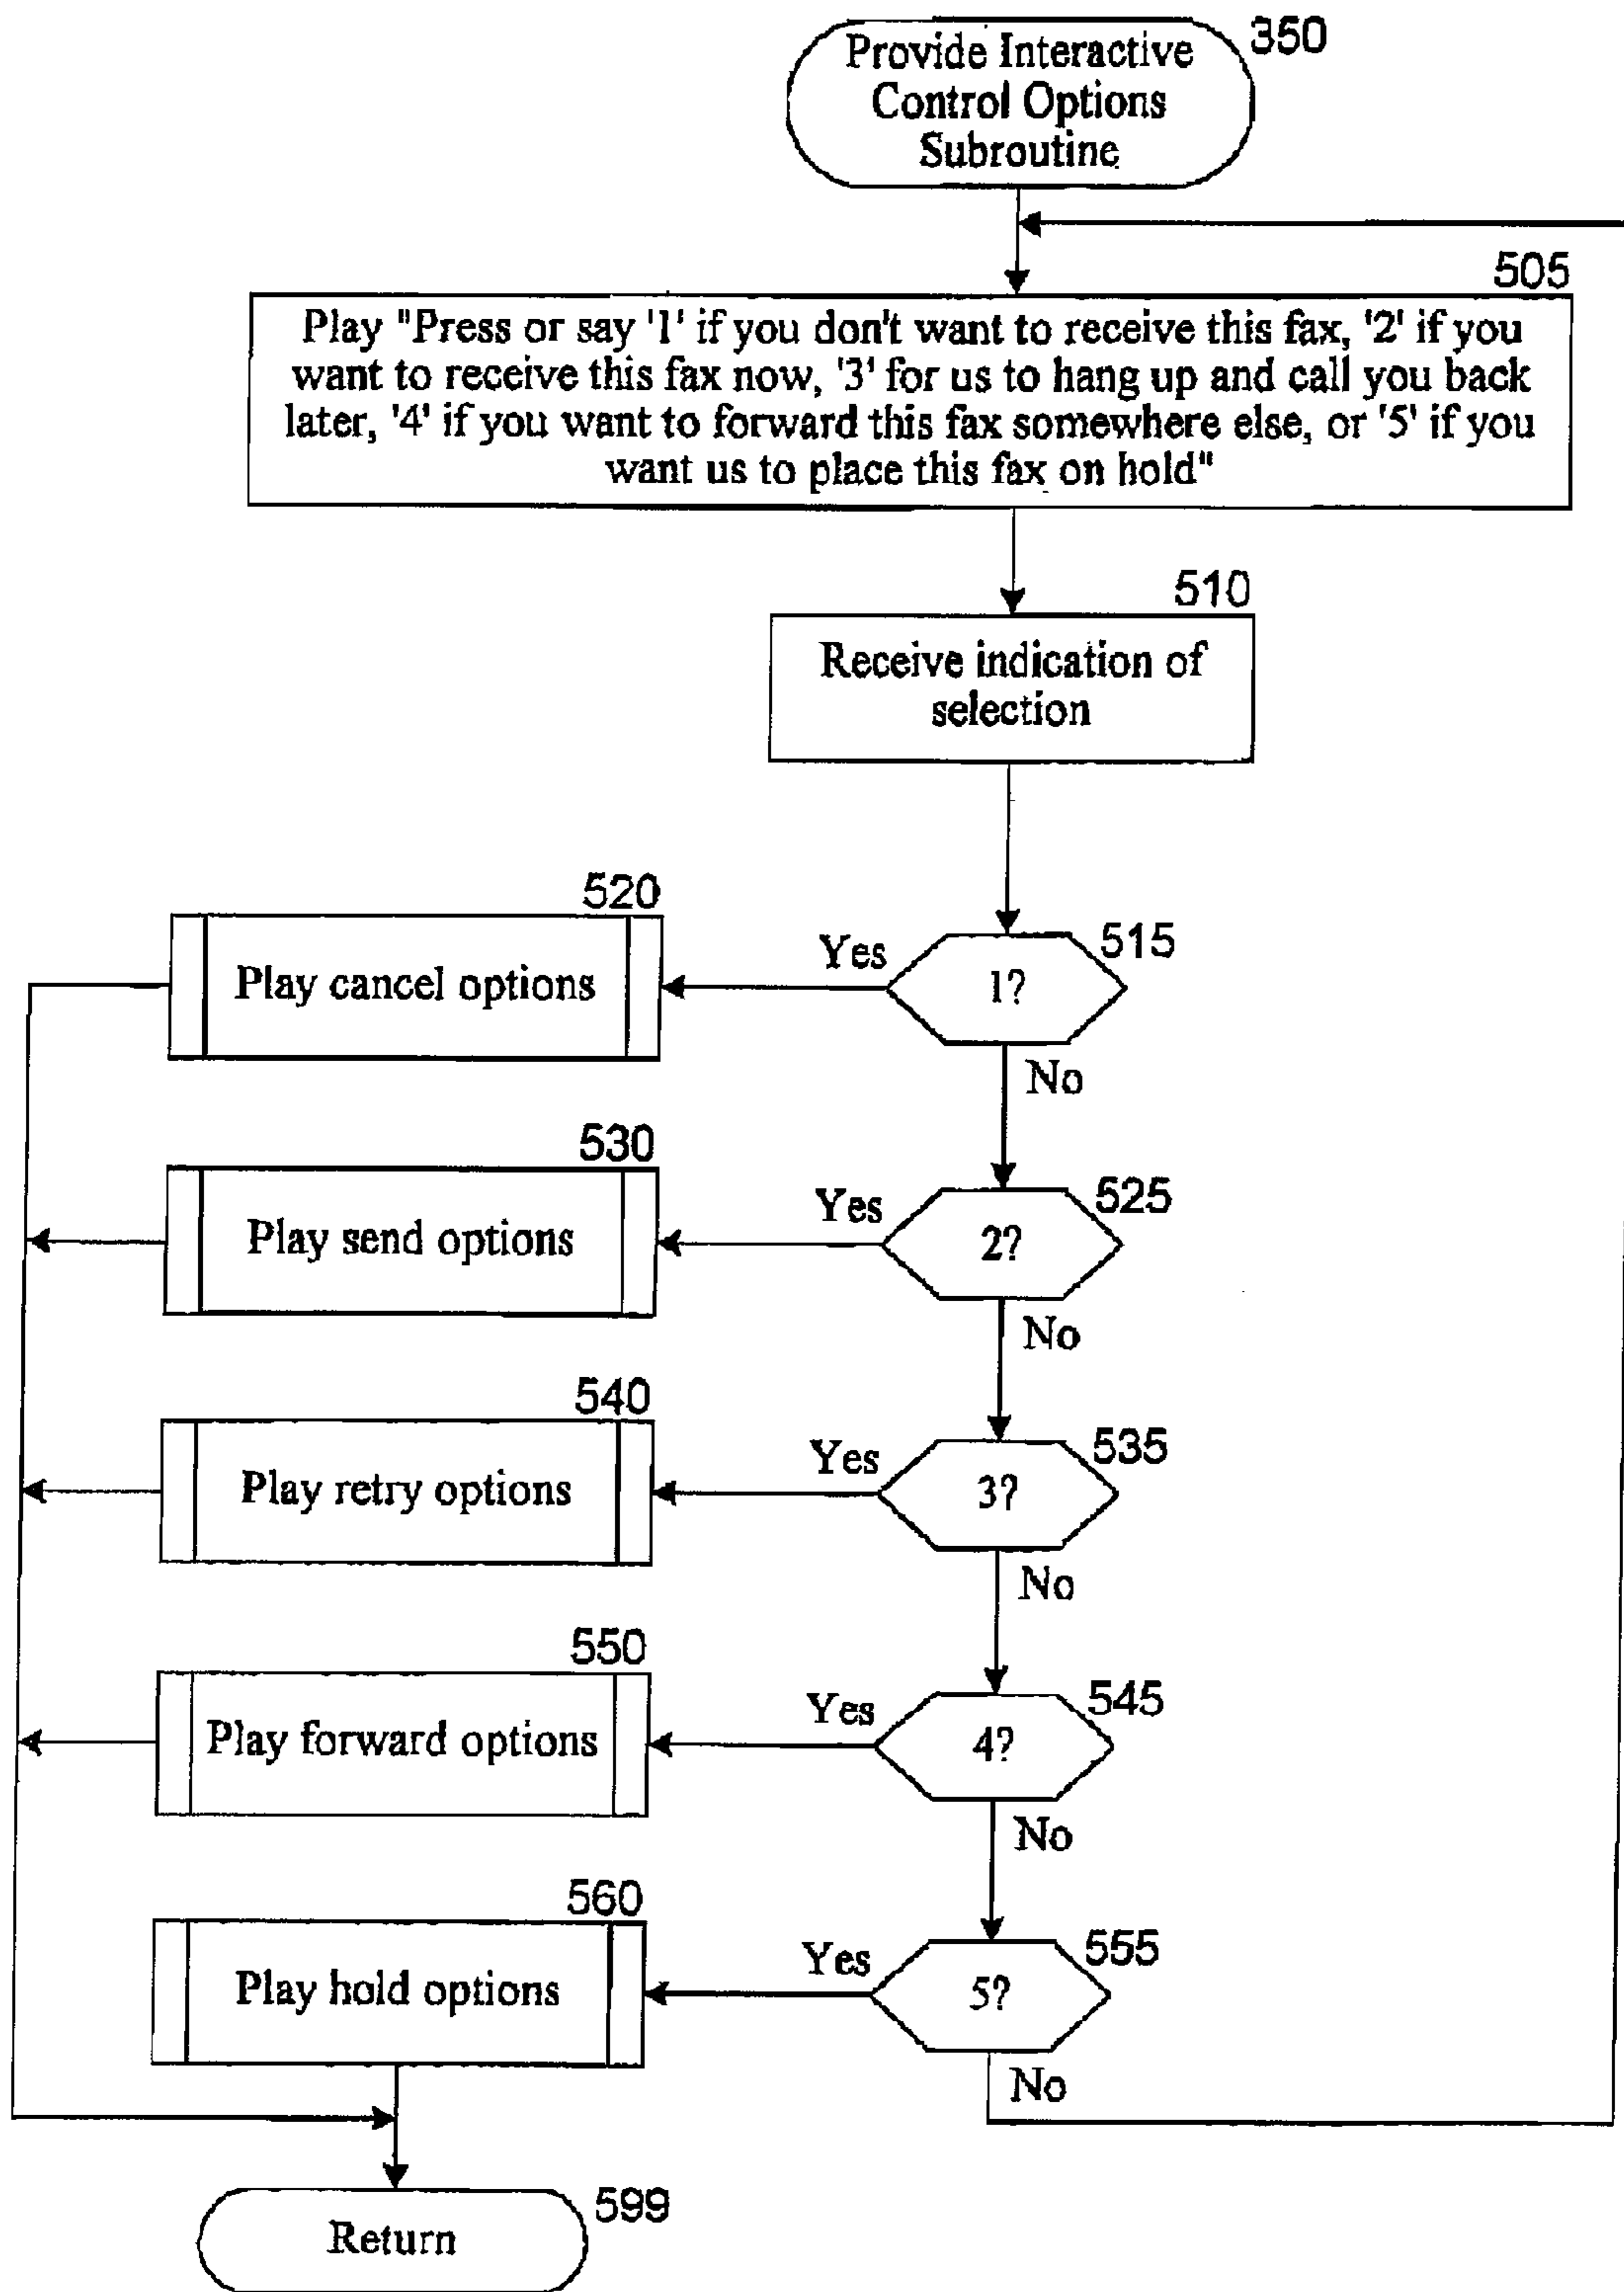 350
Provide Interactive
Control Options
Subroutine
505
Play "Press or say '1' if you don't want to receive this fax, '2' if you
want to receive this fax now, '3' for us to hang up and call you back
later, '4' if you want to forward this fax somewhere else, or '5' if you
want us to place this fax on hold"
510
Receive indication of
selection
520
Play cancel options
Yes
515
1?
No
530
Play send options
Yes
525
2?
No
540
Play retry options
Yes
535
3?
No
550
Play forward options
Yes
545
4?
No
560
Play hold options
Yes
555
5?
No
599
Return